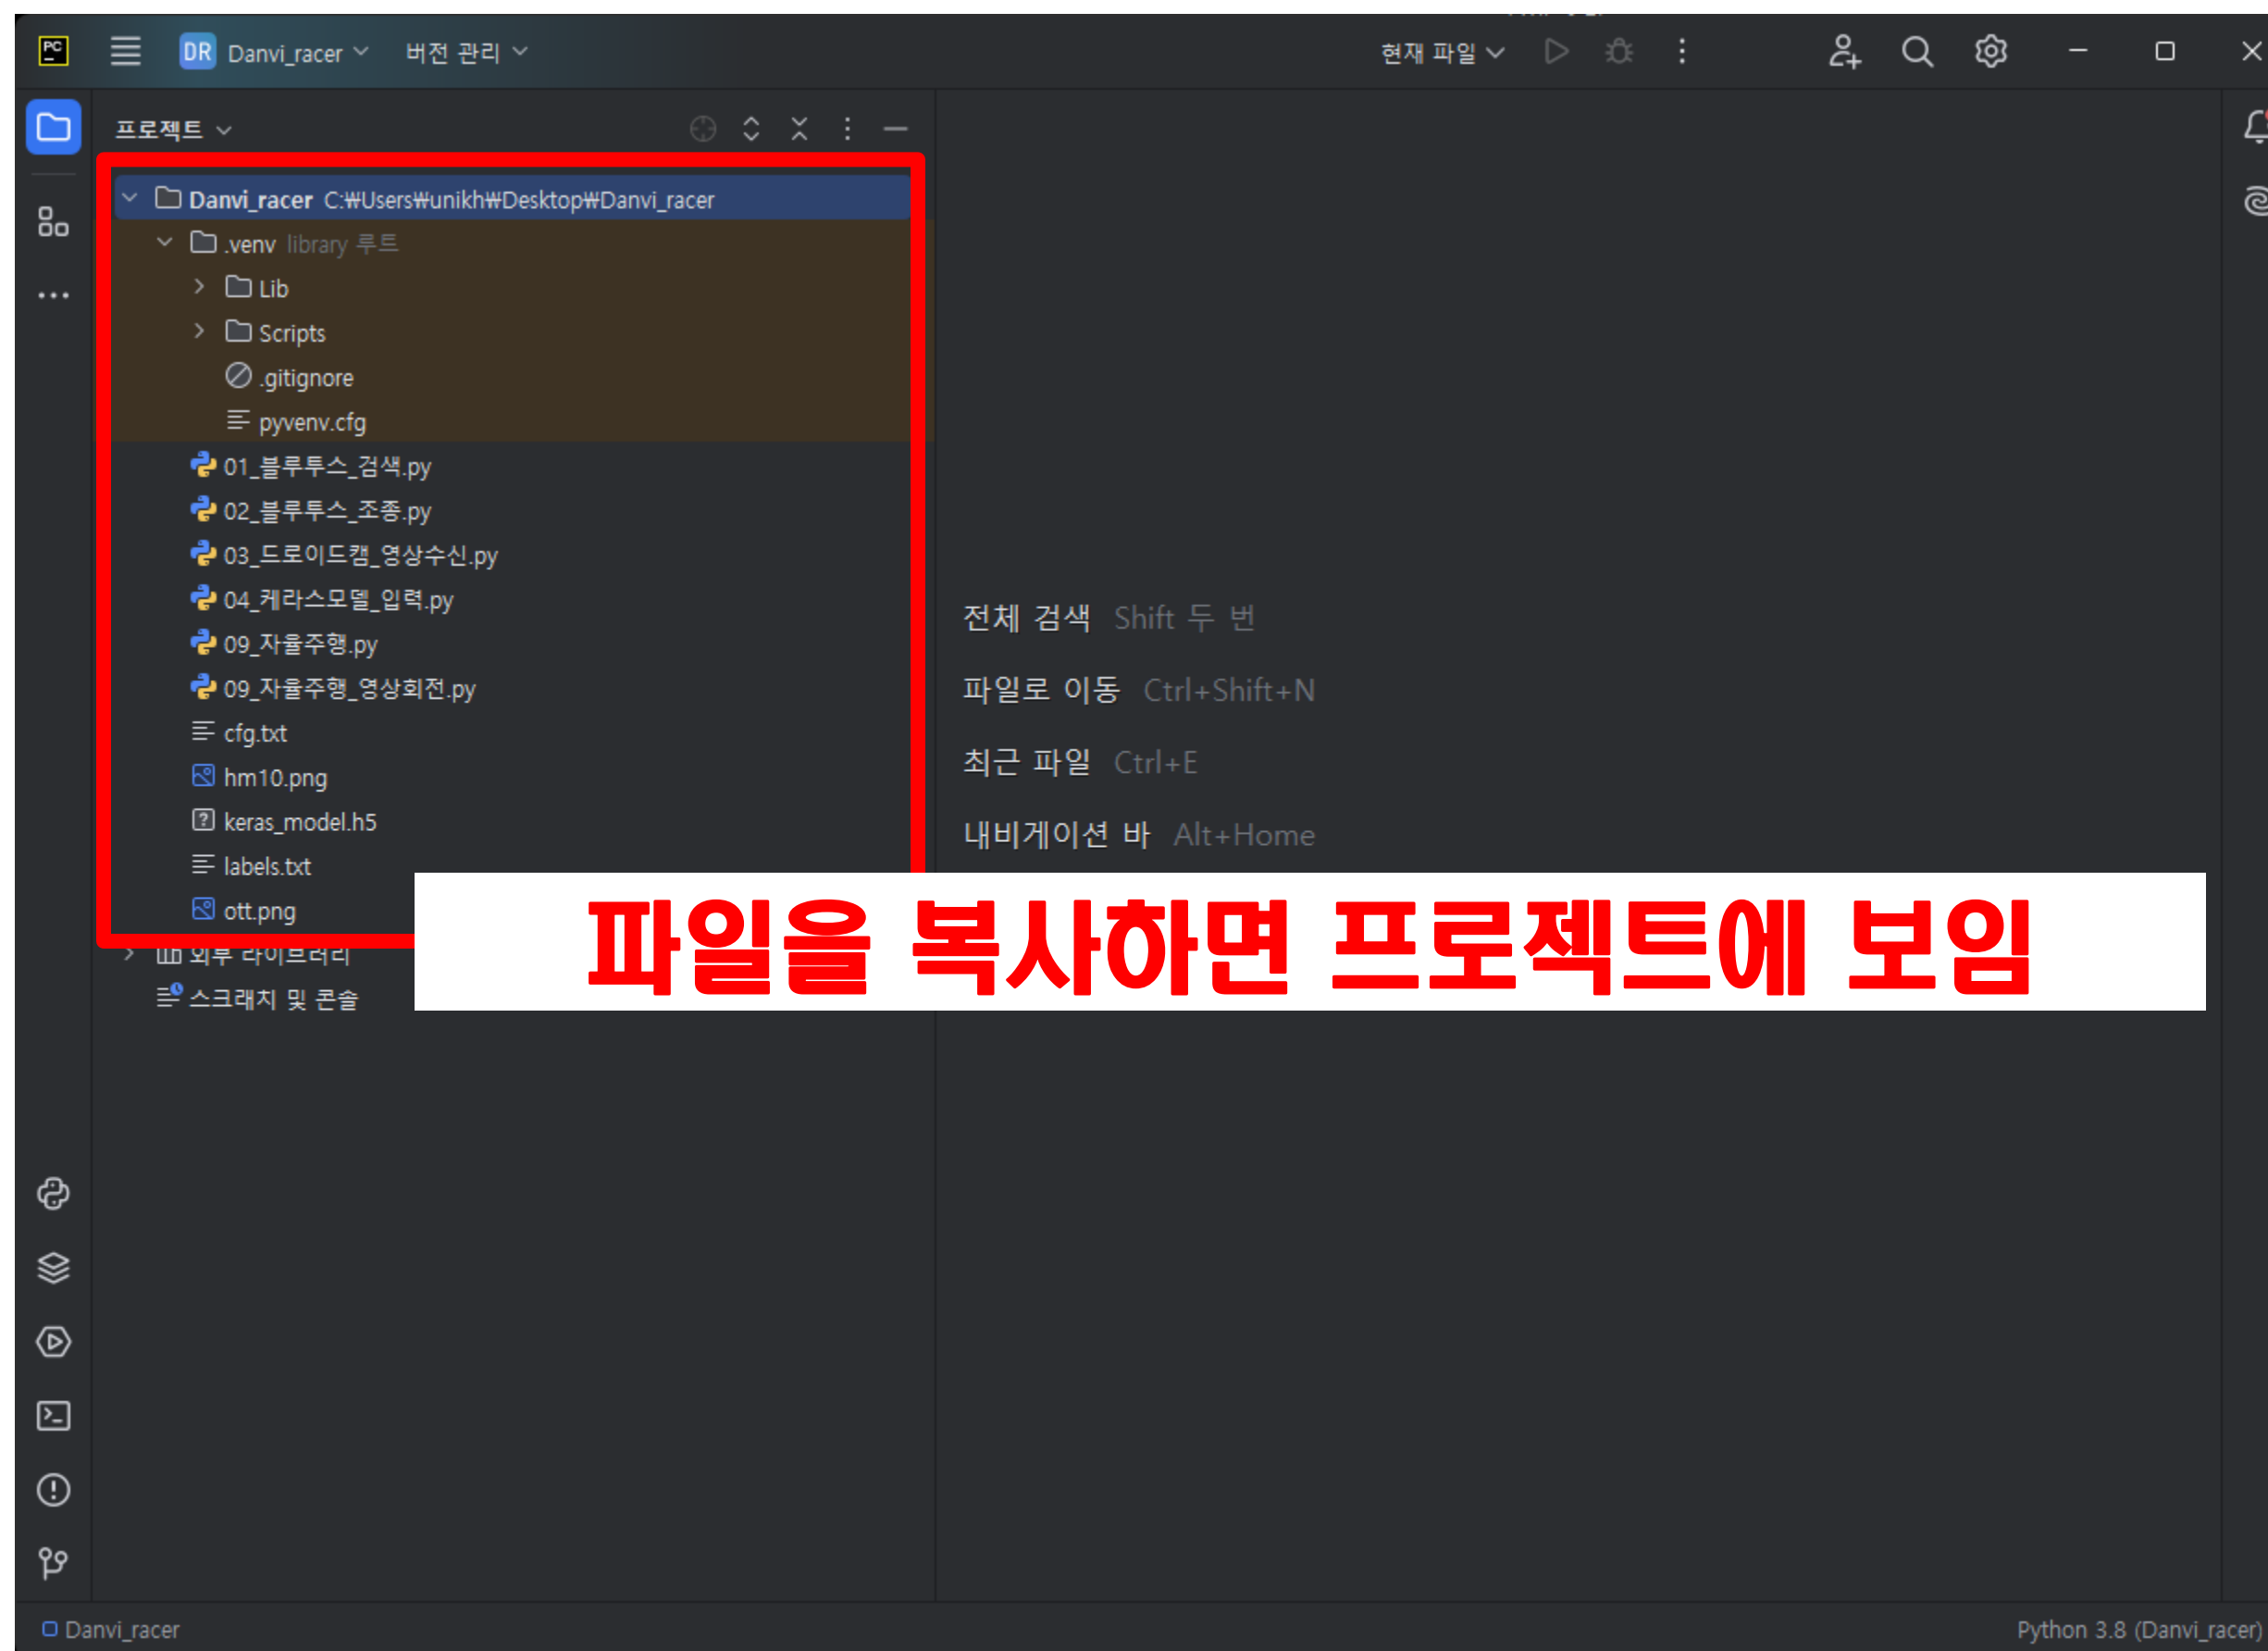 PC
DR Danvi_racer 버전 관리 현재 파일
프로젝트
Danvi_racer C:₩Users₩unikh₩Desktop₩Danvi_racer
.venv library 루트
Lib
Scripts
.gitignore
pyvenv.cfg
01_블루투스_검색.py
02_블루투스_조종.py
03_드로이드캠_영상수신.py
04_케라스모델_입력.py
09_자율주행.py
09_자율주행_영상회전.py
cfg.txt
hm10.png
keras_model.h5
labels.txt
ott.png
외부 라이브러리
스크래치 및 콘솔
전체 검색 Shift 두 번
파일로 이동 Ctrl+Shift+N
최근 파일 Ctrl+E
내비게이션 바 Alt+Home
파일을 복사하면 프로젝트에 보임
Danvi_racer Python 3.8 (Danvi_racer)